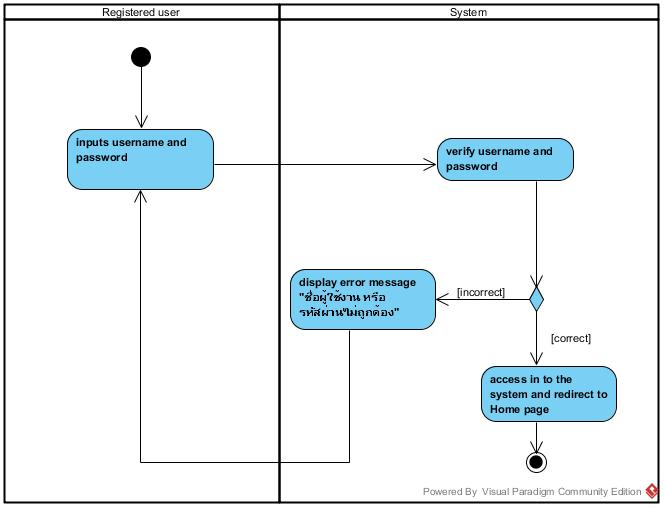 Registered user
System
inputs username and
password
verify username and
password
display error message
"ชื่อผู้ใช้งาน หรือ
รหัสผ่านไม่ถูกต้อง"
[incorrect]
[correct]
access in to the
system and redirect to
Home page
Powered By Visual Paradigm Community Edition